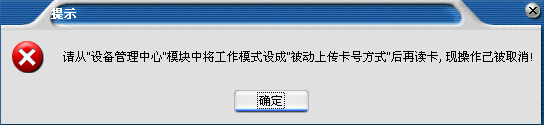 提示
请从"设备管理中心"模块中将工作模式设成"被动上传卡号方式"后再读卡, 现操作己被取消!
确定